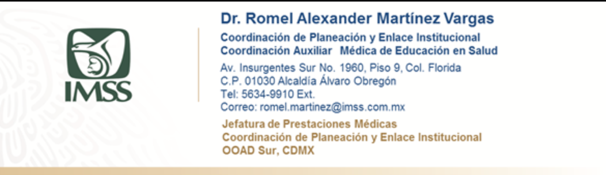 Dr. Romel Alexander Martínez Vargas
Coordinación de Planeación y Enlace Institucional
Coordinación Auxiliar Médica de Educación en Salud
Av. Insurgentes Sur No. 1960, Piso 9, Col. Florida
C.P. 01030 Alcaldía Álvaro Obregón
Tel: 5634-9910 Ext.
Correo: romel.martinez@imss.com.mx
Jefatura de Prestaciones Médicas
Coordinación de Planeación y Enlace Institucional
OOAD Sur, CDMX
IMSS